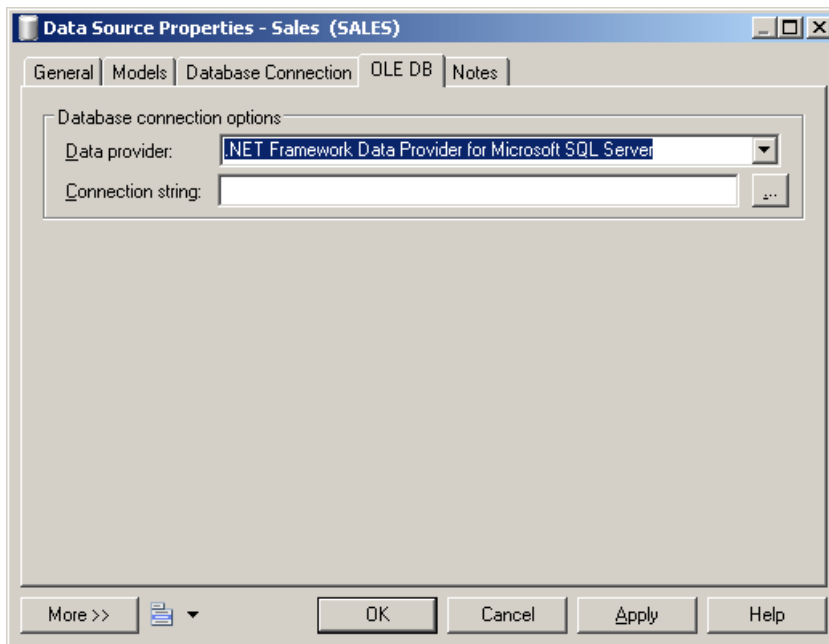 Data Source Properties - Sales (SALES)
General Models Database Connection OLE DB Notes
Database connection options
Data provider: .NET Framework Data Provider for Microsoft SQL Server
Connection string: ...
More >> OK Cancel Apply Help